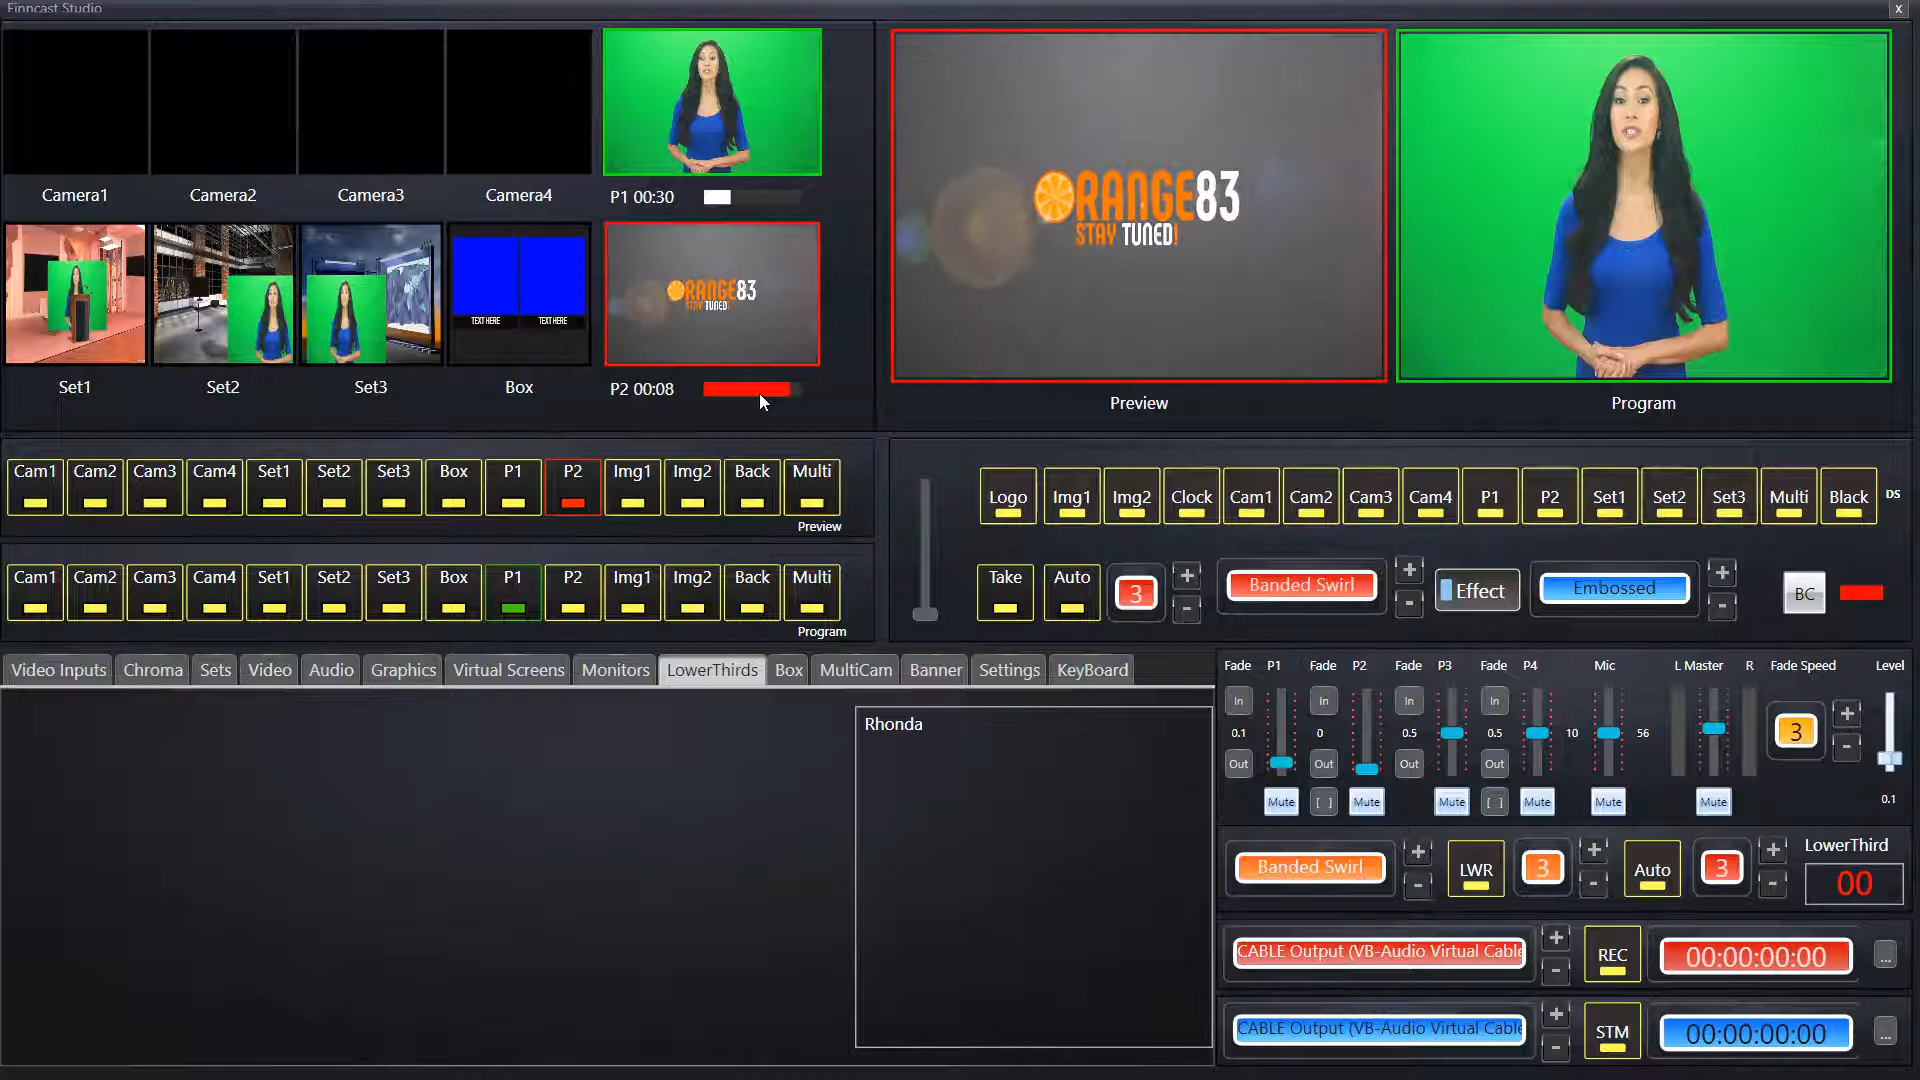 Finncast Studio
X
Camera1
Camera2
Camera3
Camera4
P1 00:30
ORANGE83
STAY TUNED!
Preview
Program
TEXT HERE
TEXT HERE
ORANGE83
STAY TUNED!
Set1
Set2
Set3
Box
P2 00:08
Cam1 Cam2 Cam3 Cam4 Set1 Set2 Set3 Box P1 P2 Img1 Img2 Back Multi
Preview
Logo Img1 Img2 Clock Cam1 Cam2 Cam3 Cam4 P1 P2 Set1 Set2 Set3 Multi Black DS
Cam1 Cam2 Cam3 Cam4 Set1 Set2 Set3 Box P1 P2 Img1 Img2 Back Multi
Program
Take Auto 3 + - Banded Swirl + - Effect Embossed + - BC
Video Inputs Chroma Sets Video Audio Graphics Virtual Screens Monitors LowerThirds Box MultiCam Banner Settings KeyBoard
Rhonda
Fade P1 Fade P2 Fade P3 Fade P4 Mic L Master R Fade Speed Level
In In In In
0.1 0 0.5 0.5 10 56 3 + -
Out Out Out Out
Mute [ ] Mute Mute [ ] Mute Mute Mute 0.1
Banded Swirl + - LWR 3 + - Auto 3 + - LowerThird
00
CABLE Output (VB-Audio Virtual Cable + - REC 00:00:00:00 ...
CABLE Output (VB-Audio Virtual Cable + - STM 00:00:00:00 ...